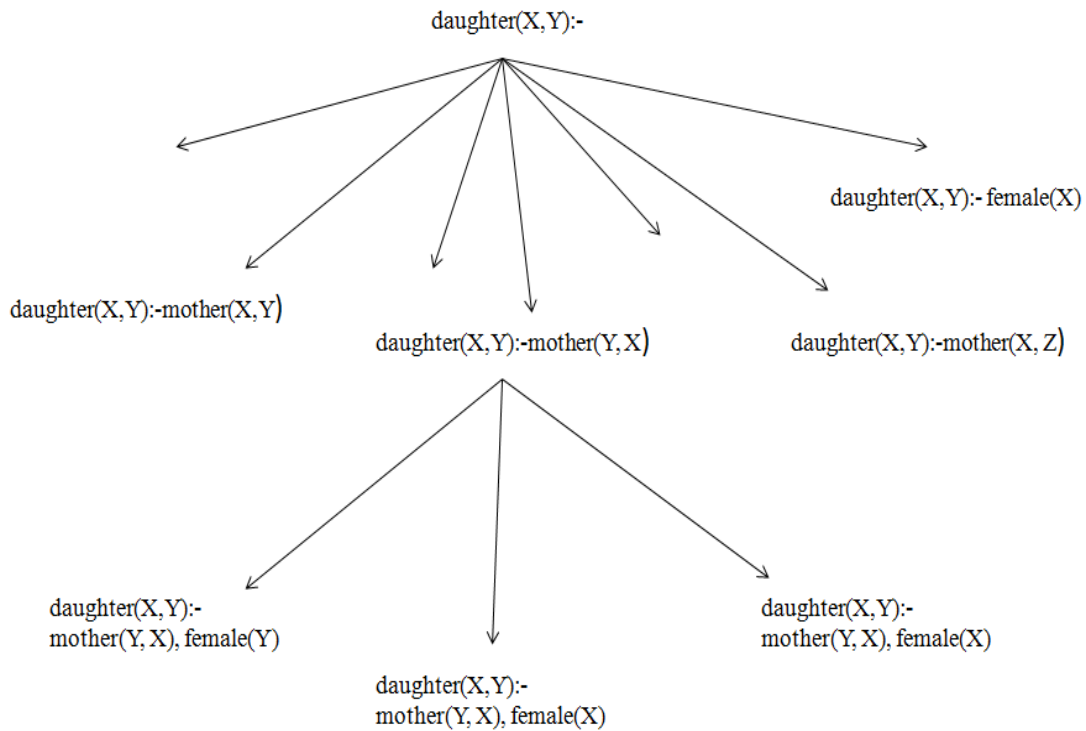 daughter(X,Y):-
daughter(X,Y):- female(X)
daughter(X,Y):-mother(X,Y)
daughter(X,Y):-mother(Y,X)
daughter(X,Y):-mother(X, Z)
daughter(X,Y):-
mother(Y, X), female(Y)
daughter(X,Y):-
mother(Y, X), female(X)
daughter(X,Y):-
mother(Y, X), female(X)